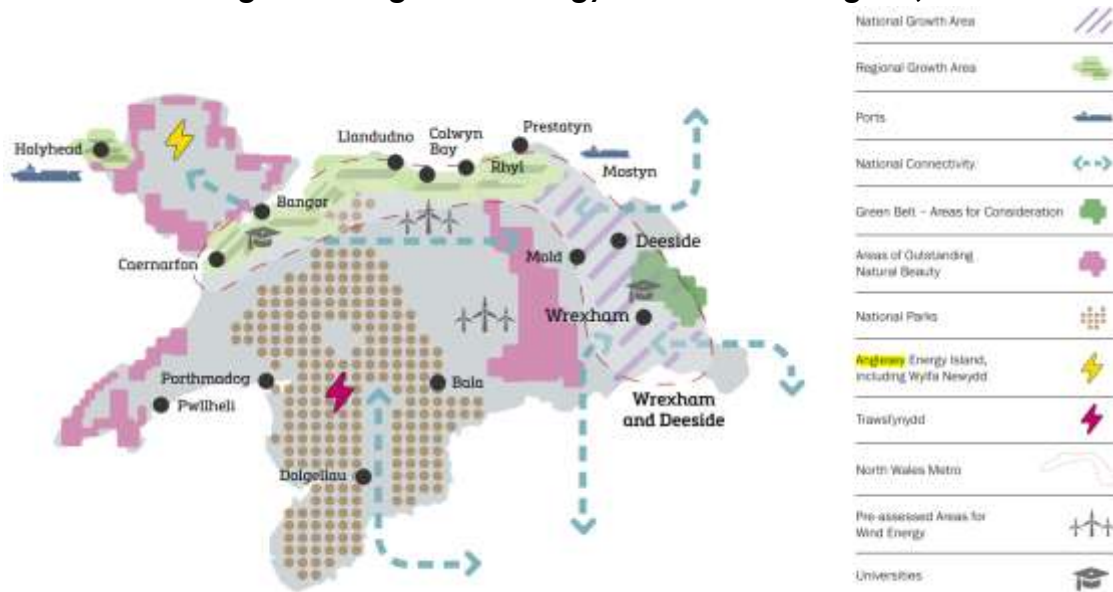 Holyhead
Llandudno
Colwyn
Bay
Prestatyn
Rhyl
Mostyn
Bangor
Caernarfon
Mold
Deeside
Wrexham
Porthmadog
Pwllheli
Bala
Wrexham
and Deeside
Dolgellau
National Growth Area
Regional Growth Area
Ports
National Connectivity
Green Belt – Areas for Consideration
Areas of Outstanding
Natural Beauty
National Parks
Anglesey Energy Island,
including Wylfa Newydd
Trawsfynydd
North Wales Metro
Pre-assessed Areas for
Wind Energy
Universities